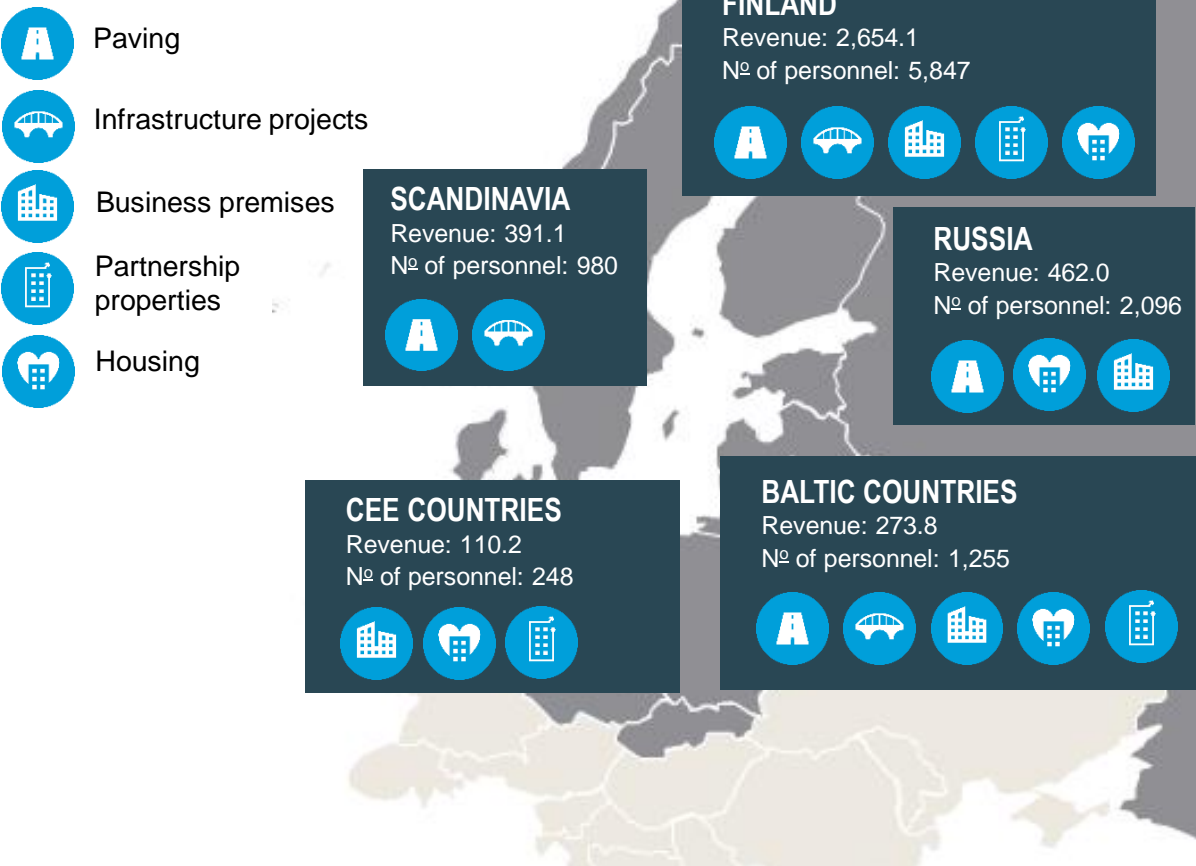 Paving
Infrastructure projects
Business premises
Partnership
properties
Housing
FINLAND
Revenue: 2,654.1
Nº of personnel: 5,847
SCANDINAVIA
Revenue: 391.1
Nº of personnel: 980
RUSSIA
Revenue: 462.0
Nº of personnel: 2,096
CEE COUNTRIES
Revenue: 110.2
Nº of personnel: 248
BALTIC COUNTRIES
Revenue: 273.8
Nº of personnel: 1,255